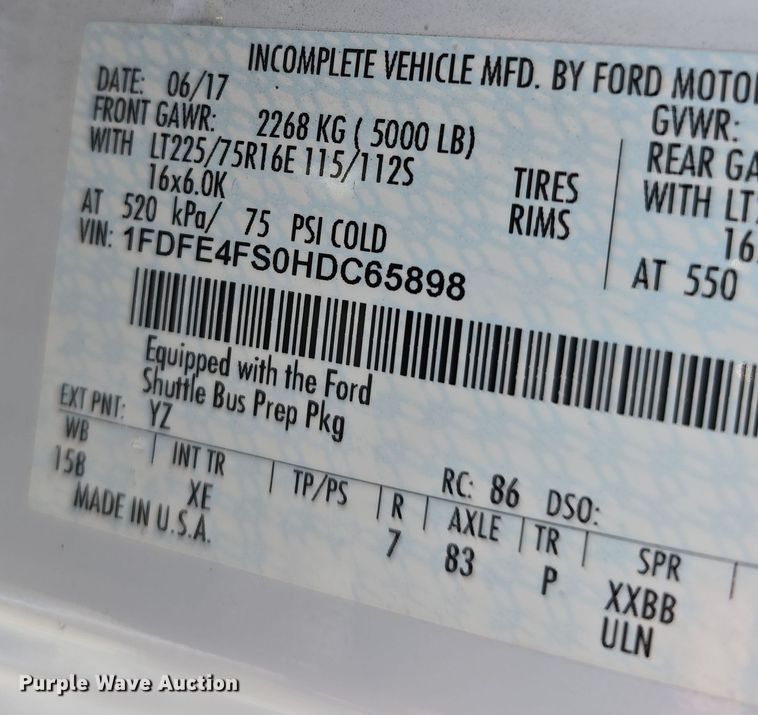 INCOMPLETE VEHICLE MFD. BY FORD MOTO
DATE: 06/17
GVWR:
FRONT GAWR: 2268 KG ( 5000 LB)
REAR GA
WITH LT225/75R16E 115/112S TIRES
WITH LT
16x6.0K RIMS
16
AT 520 kPa/ 75 PSI COLD
AT 550
VIN: 1FDFE4FS0HDC65898
Equipped with the Ford
Shuttle Bus Prep Pkg
EXT PNT: YZ RC: 86 DSO:
WB INT TR TP/PS R AXLE TR SPR
158 XE 7 83 P XXBB
ULN
MADE IN U.S.A.
Purple Wave Auction